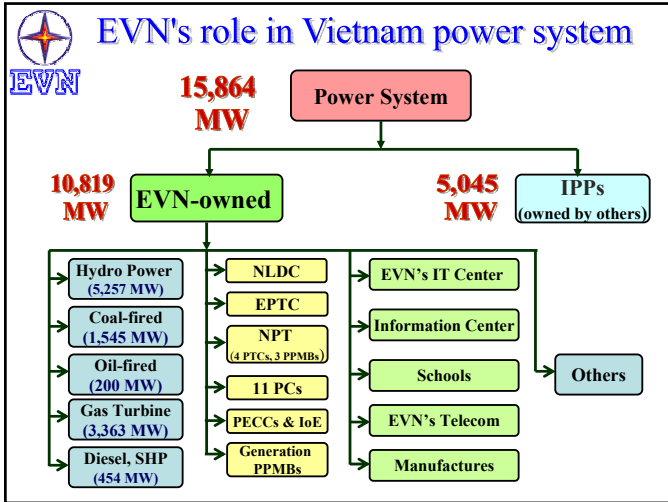 EVN
EVN's role in Vietnam power system
15,864
MW
Power System
10,819
MW
EVN-owned
5,045
MW
IPPs
(owned by others)
Hydro Power
(5,257 MW)
Coal-fired
(1,545 MW)
Oil-fired
(200 MW)
Gas Turbine
(3,363 MW)
Diesel, SHP
(454 MW)
NLDC
EPTC
NPT
(4 PTCs, 3 PPMBs)
11 PCs
PECCs & IoE
Generation
PPMBs
EVN's IT Center
Information Center
Schools
EVN's Telecom
Manufactures
Others